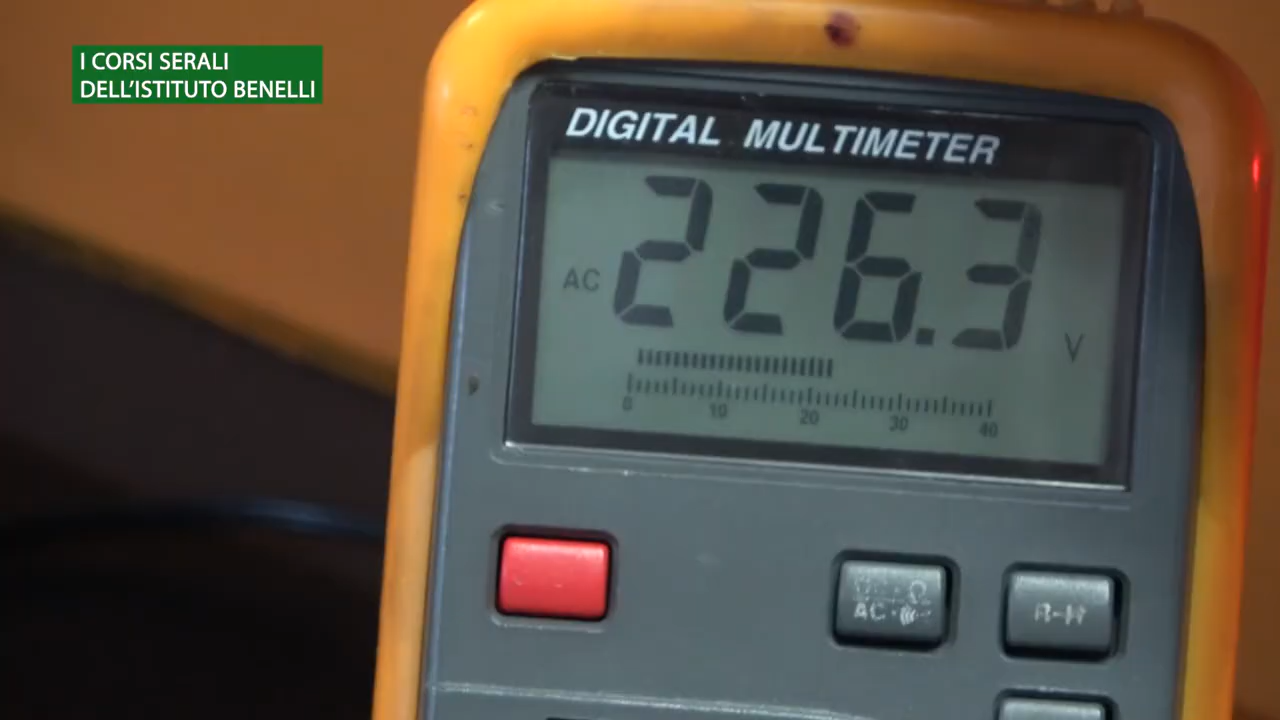 I CORSI SERALI
DELL'ISTITUTO BENELLI
DIGITAL MULTIMETER
AC 226.3 V
0 10 20 30 40
Ω
AC